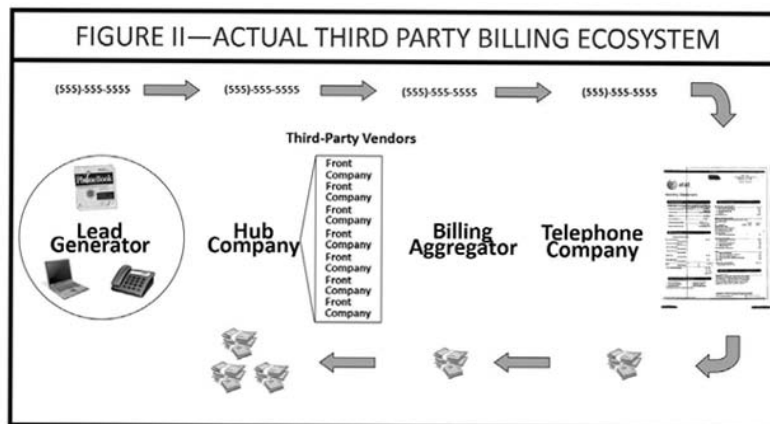 FIGURE II—ACTUAL THIRD PARTY BILLING ECOSYSTEM
(555)-555-5555
(555)-555-5555
(555)-555-5555
(555)-555-5555
Third-Party Vendors
Front
Company
Front
Company
Front
Company
Front
Company
Front
Company
Front
Company
Front
Company
PhoneBook
Lead
Generator
Hub
Company
Billing
Aggregator
Telephone
Company
at&t